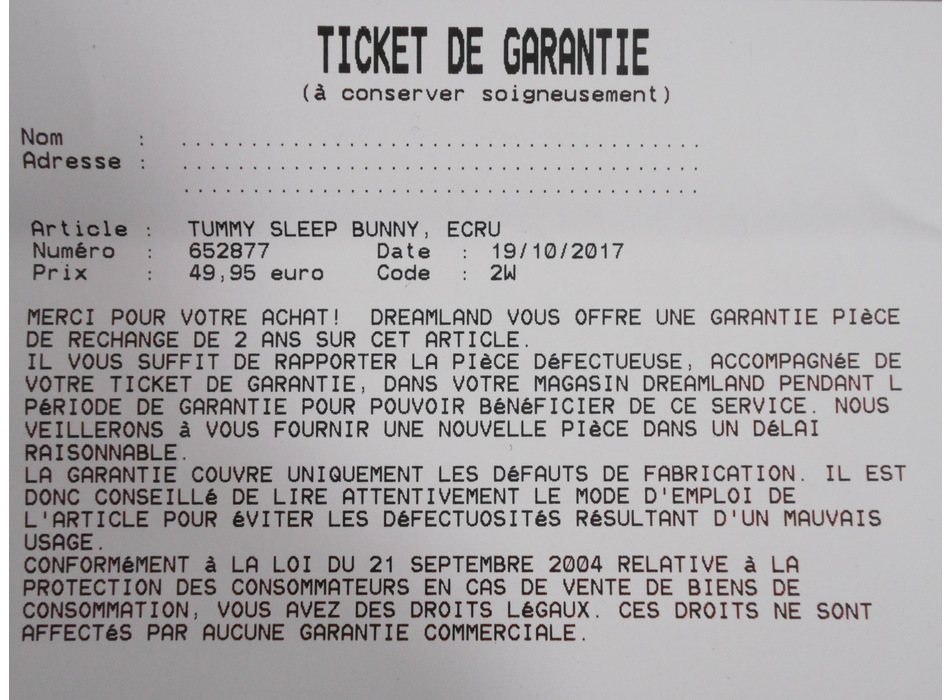 TICKET DE GARANTIE
(à conserver soigneusement)
Nom : ......................................
Adresse : ......................................
......................................
Article : TUMMY SLEEP BUNNY, ECRU
Numéro : 652877 Date : 19/10/2017
Prix : 49,95 euro Code : 2W
MERCI POUR VOTRE ACHAT! DREAMLAND VOUS OFFRE UNE GARANTIE PIèCE
DE RECHANGE DE 2 ANS SUR CET ARTICLE.
IL VOUS SUFFIT DE RAPPORTER LA PIèCE DéFECTUEUSE, ACCOMPAGNéE DE
VOTRE TICKET DE GARANTIE, DANS VOTRE MAGASIN DREAMLAND PENDANT L
PéRIODE DE GARANTIE POUR POUVOIR BéNéFICIER DE CE SERVICE. NOUS
VEILLERONS à VOUS FOURNIR UNE NOUVELLE PIèCE DANS UN DéLAI
RAISONNABLE.
LA GARANTIE COUVRE UNIQUEMENT LES DéFAUTS DE FABRICATION. IL EST
DONC CONSEILLé DE LIRE ATTENTIVEMENT LE MODE D'EMPLOI DE
L'ARTICLE POUR éVITER LES DéFECTUOSITéS RéSULTANT D'UN MAUVAIS
USAGE.
CONFORMéMENT à LA LOI DU 21 SEPTEMBRE 2004 RELATIVE à LA
PROTECTION DES CONSOMMATEURS EN CAS DE VENTE DE BIENS DE
CONSOMMATION, VOUS AVEZ DES DROITS LéGAUX. CES DROITS NE SONT
AFFECTéS PAR AUCUNE GARANTIE COMMERCIALE.